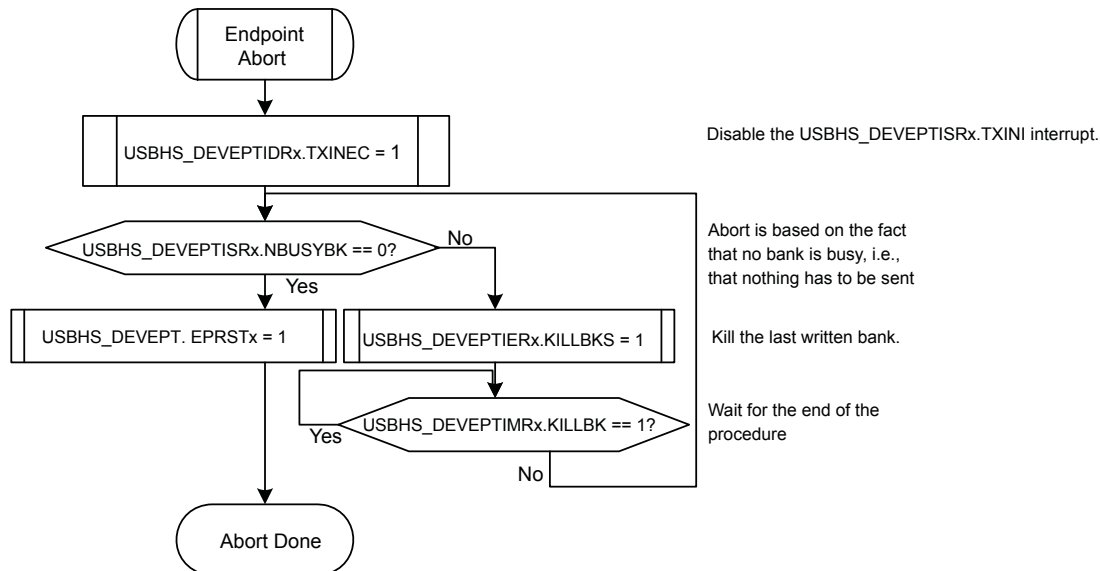 Endpoint
Abort
USBHS_DEVEPTIDRx.TXINEC = 1
Disable the USBHS_DEVEPTISRx.TXINI interrupt.
USBHS_DEVEPTISRx.NBUSYBK == 0?
No
Yes
Abort is based on the fact
that no bank is busy, i.e.,
that nothing has to be sent
USBHS_DEVEPT. EPRSTx = 1
USBHS_DEVEPTIERx.KILLBKS = 1
Kill the last written bank.
USBHS_DEVEPTIMRx.KILLBK == 1?
Yes
No
Wait for the end of the
procedure
Abort Done